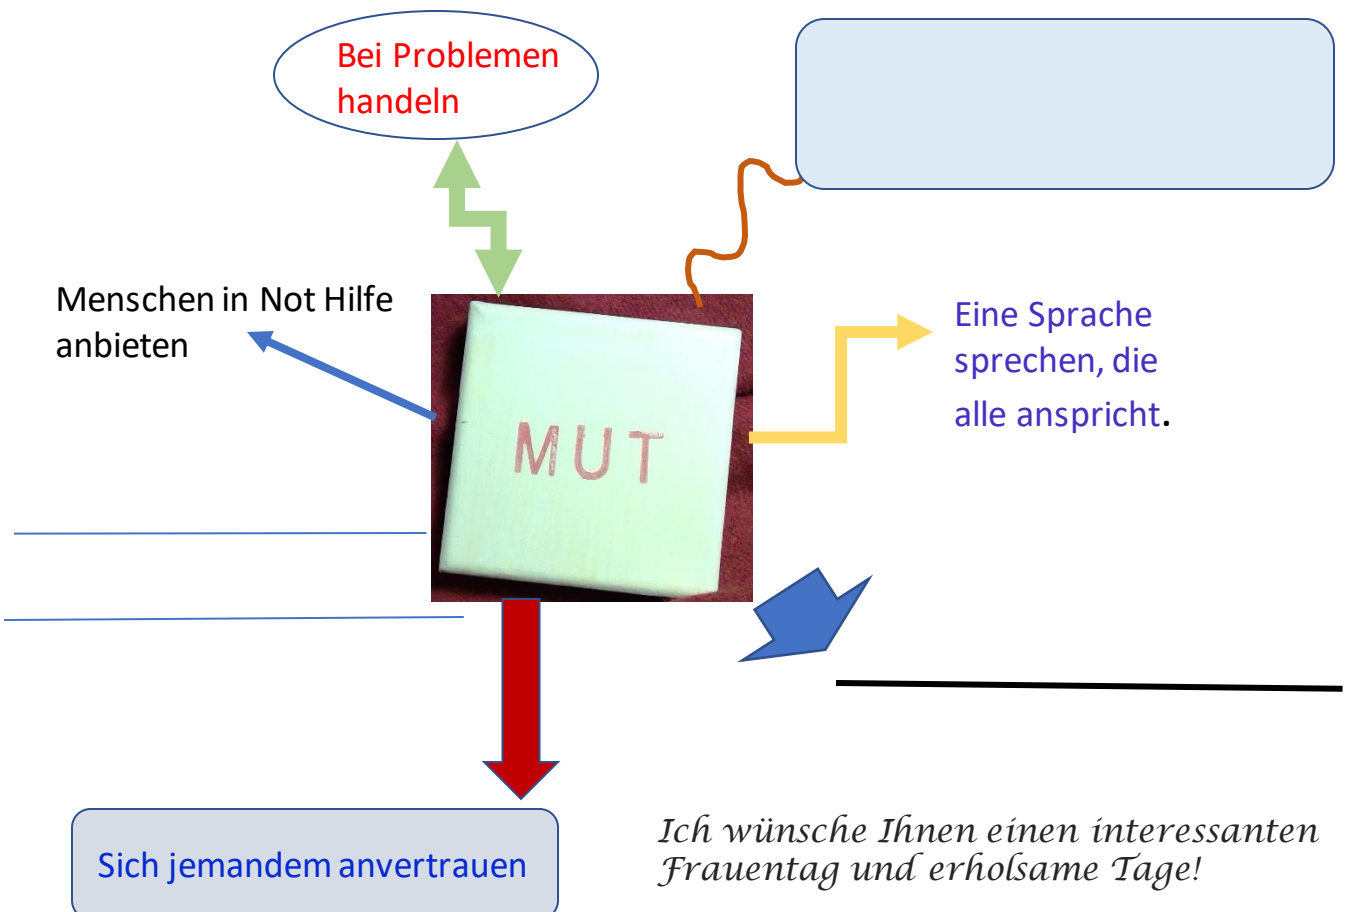 Bei Problemen
handeln
Menschen in Not Hilfe
anbieten
Eine Sprache
sprechen, die
alle anspricht.
MUT
Sich jemandem anvertrauen
Ich wünsche Ihnen einen interessanten
Frauentag und erholsame Tage!